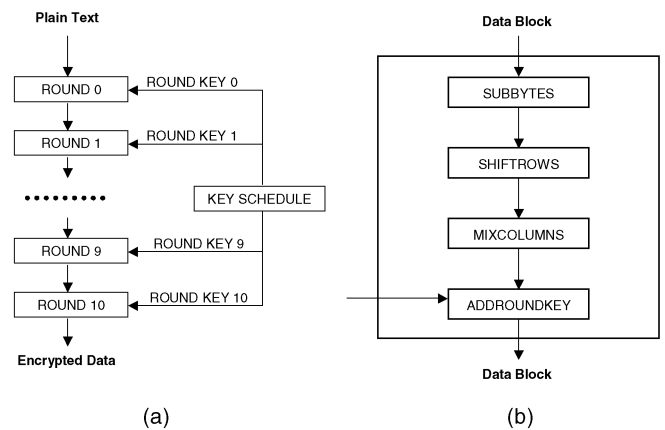 Plain Text
ROUND 0
ROUND KEY 0
ROUND 1
ROUND KEY 1
KEY SCHEDULE
ROUND 9
ROUND KEY 9
ROUND 10
ROUND KEY 10
Encrypted Data
(a)
Data Block
SUBBYTES
SHIFTROWS
MIXCOLUMNS
ADDROUNDKEY
Data Block
(b)